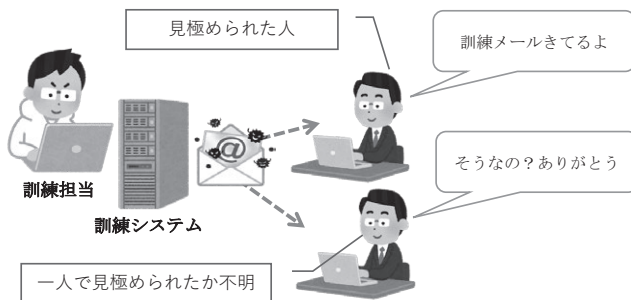 見極められた人
訓練メールきてるよ
そうなの？ありがとう
訓練担当
訓練システム
一人で見極められたか不明
@